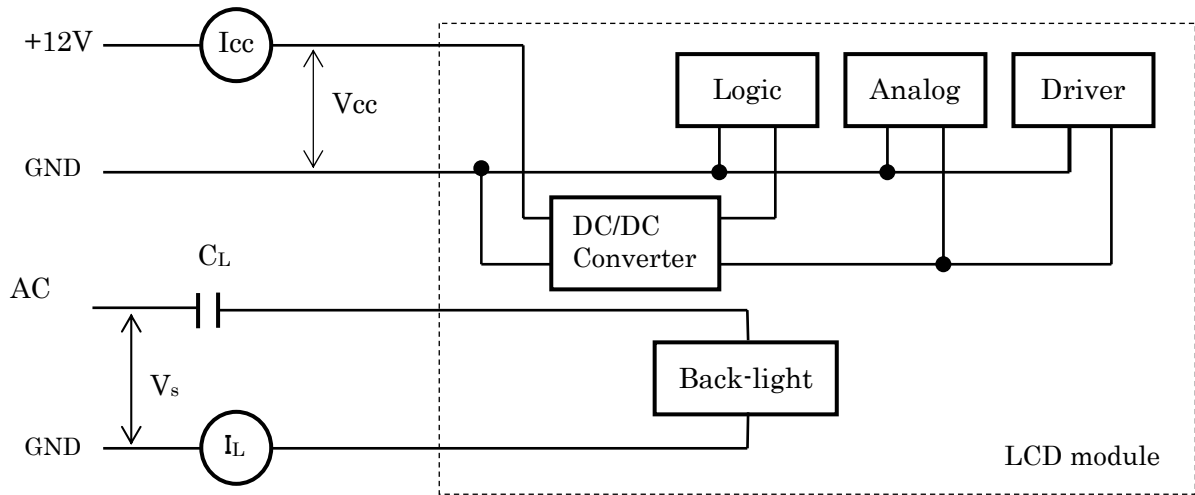 +12V
Icc
Vcc
GND
Logic
Analog
Driver
DC/DC
Converter
AC
CL
Vs
Back-light
GND
IL
LCD module